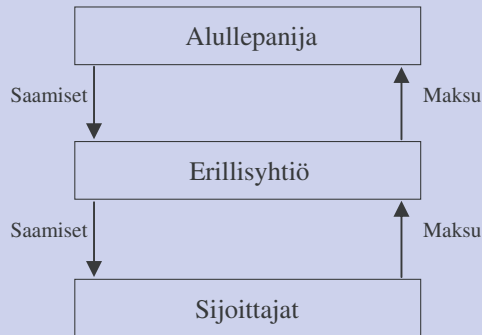 Alullepanija
Saamiset
Maksu
Erillisyhtiö
Saamiset
Maksu
Sijoittajat